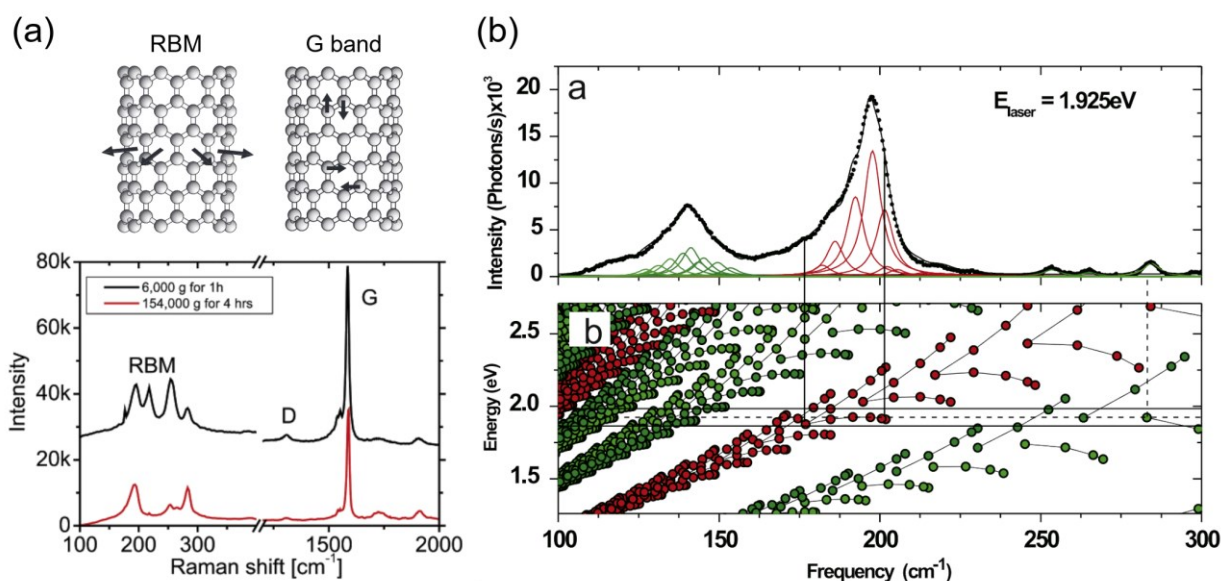 (a)
RBM
G band
80k
60k
40k
20k
0
Intensity
6,000 g for 1h
154,000 g for 4 hrs
RBM
D
G
100
200
300
1500
2000
Raman shift [cm⁻¹]
(b)
a
E_laser = 1.925eV
20
15
10
5
0
Intensity (Photons/s)x10³
b
2.5
2.0
1.5
Energy (eV)
100
150
200
250
300
Frequency (cm⁻¹)